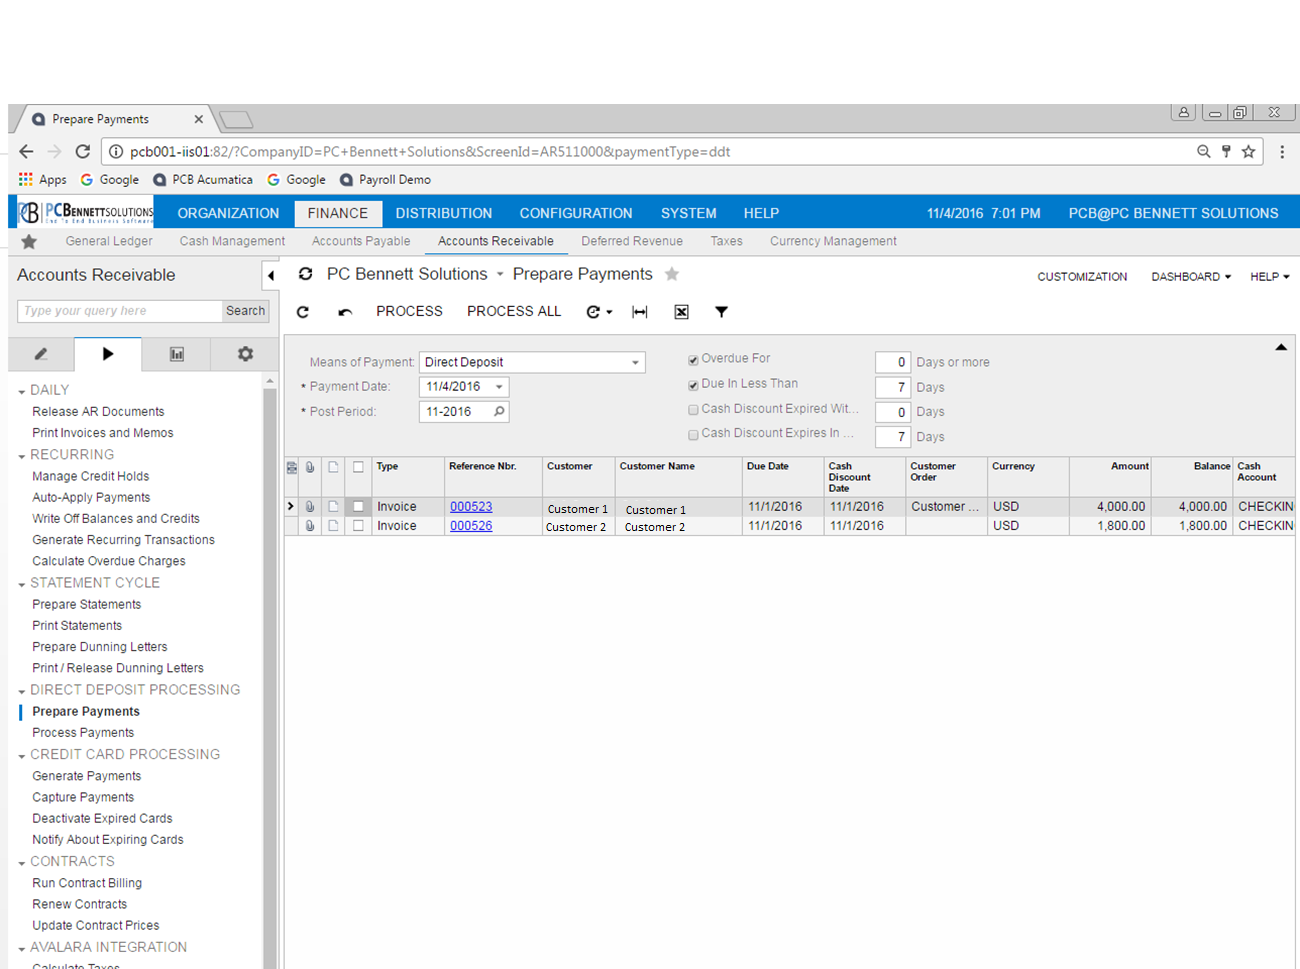 Prepare Payments
pcb001-iis01:82/?CompanyID=PC+Bennett+Solutions&ScreenId=AR511000&paymentType=ddt
Apps Google PCB Acumatica Google Payroll Demo
PCB PCBENNETTSOLUTIONS ORGANIZATION FINANCE DISTRIBUTION CONFIGURATION SYSTEM HELP 11/4/2016 7:01 PM PCB@PC BENNETT SOLUTIONS
End To End Business Software
General Ledger Cash Management Accounts Payable Accounts Receivable Deferred Revenue Taxes Currency Management
Accounts Receivable
PC Bennett Solutions Prepare Payments
CUSTOMIZATION DASHBOARD HELP
Type your query here Search
PROCESS PROCESS ALL
Means of Payment: Direct Deposit
* Payment Date: 11/4/2016
* Post Period: 11-2016
Overdue For 0 Days or more
Due In Less Than 7 Days
Cash Discount Expired Wit... 0 Days
Cash Discount Expires In ... 7 Days
Type Reference Nbr. Customer Customer Name Due Date Cash Discount Date Customer Order Currency Amount Balance Cash Account
Invoice 000523 Customer 1 Customer 1 11/1/2016 11/1/2016 Customer ... USD 4,000.00 4,000.00 CHECKIN
Invoice 000526 Customer 2 Customer 2 11/1/2016 11/1/2016 USD 1,800.00 1,800.00 CHECKIN
DAILY
Release AR Documents
Print Invoices and Memos
RECURRING
Manage Credit Holds
Auto-Apply Payments
Write Off Balances and Credits
Generate Recurring Transactions
Calculate Overdue Charges
STATEMENT CYCLE
Prepare Statements
Print Statements
Prepare Dunning Letters
Print / Release Dunning Letters
DIRECT DEPOSIT PROCESSING
Prepare Payments
Process Payments
CREDIT CARD PROCESSING
Generate Payments
Capture Payments
Deactivate Expired Cards
Notify About Expiring Cards
CONTRACTS
Run Contract Billing
Renew Contracts
Update Contract Prices
AVALARA INTEGRATION
Calculate Taxes